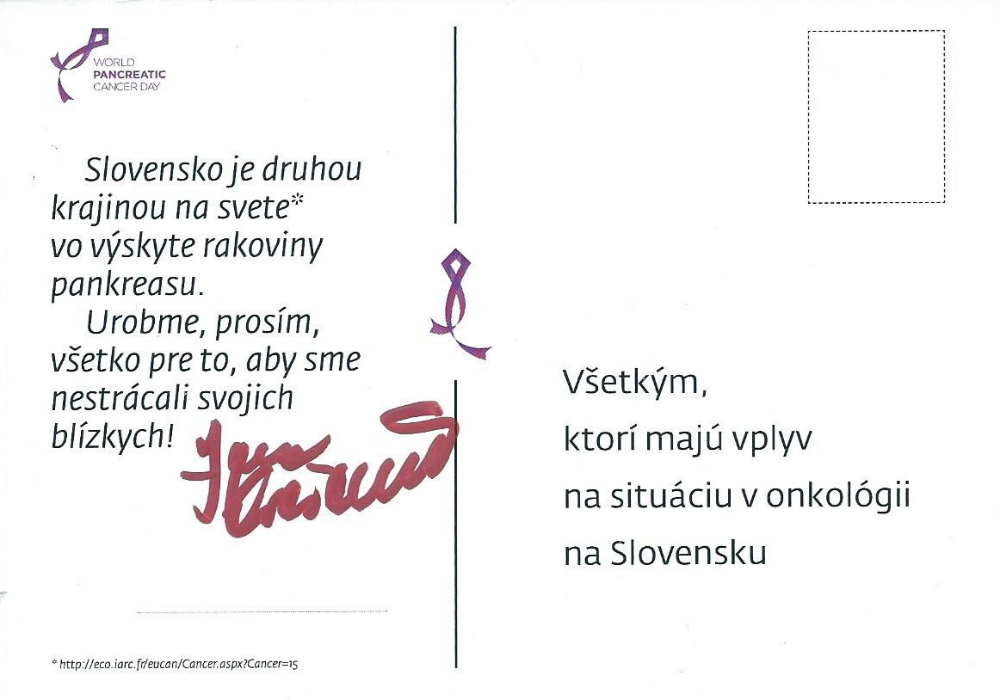 WORLD
PANCREATIC
CANCER DAY
Slovensko je druhou
krajinou na svete*
vo výskyte rakoviny
pankreasu.
Urobme, prosím,
všetko pre to, aby sme
nestrácali svojich
blízkych!
* http://eco.iarc.fr/eucan/Cancer.aspx?Cancer=15
Všetkým,
ktorí majú vplyv
na situáciu v onkológii
na Slovensku